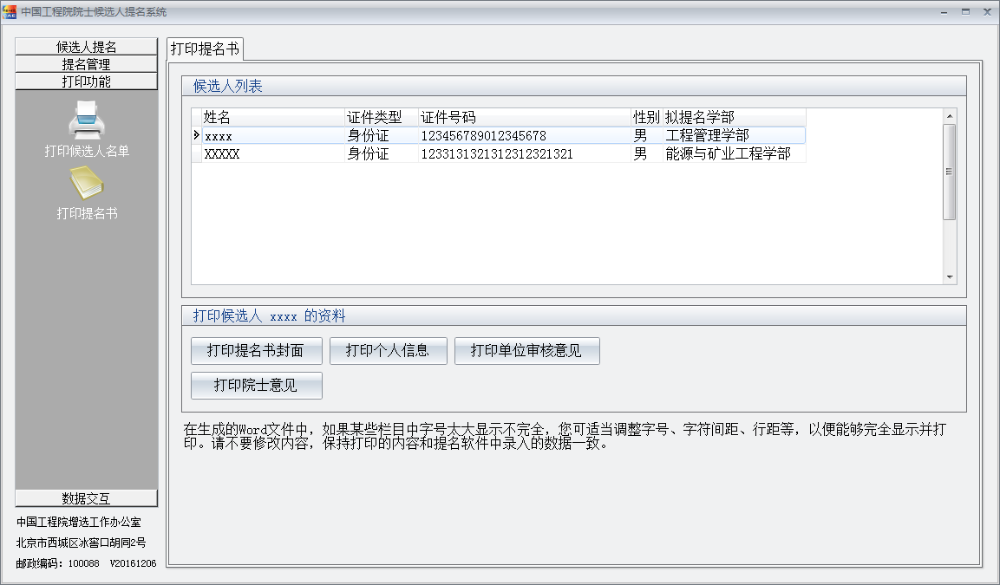 中国工程院院士候选人提名系统
候选人提名
提名管理
打印功能
打印候选人名单
打印提名书
数据交互
中国工程院增选工作办公室
北京市西城区冰窖口胡同2号
邮政编码: 100088 V20161206
打印提名书
候选人列表
姓名 证件类型 证件号码 性别 拟提名学部
xxxx 身份证 123456789012345678 男 工程管理学部
XXXXX 身份证 1233131321312312321321 男 能源与矿业工程学部
打印候选人 xxxx 的资料
打印提名书封面 打印个人信息 打印单位审核意见
打印院士意见
在生成的Word文件中，如果某些栏目中字号太大显示不完全，您可适当调整字号、字符间距、行距等，以便能够完全显示并打
印。请不要修改内容，保持打印的内容和提名软件中录入的数据一致。